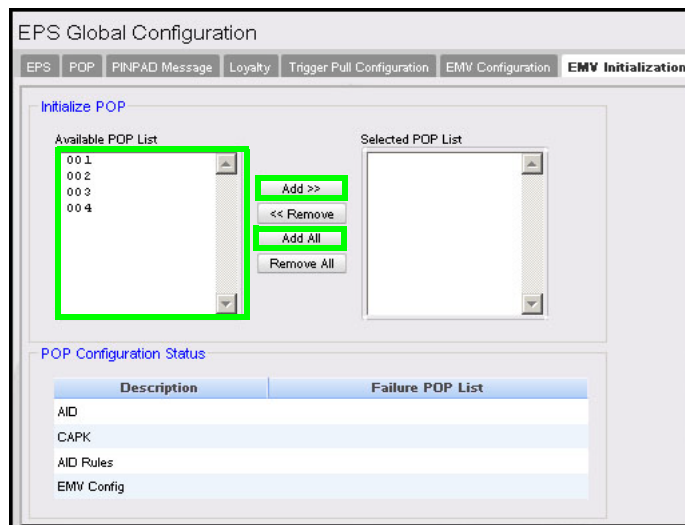 EPS Global Configuration
EPS POP PINPAD Message Loyalty Trigger Pull Configuration EMV Configuration EMV Initialization
Initialize POP
Available POP List
Selected POP List
001
002
003
004
Add >>
<< Remove
Add All
Remove All
POP Configuration Status
Description Failure POP List
AID
CAPK
AID Rules
EMV Config